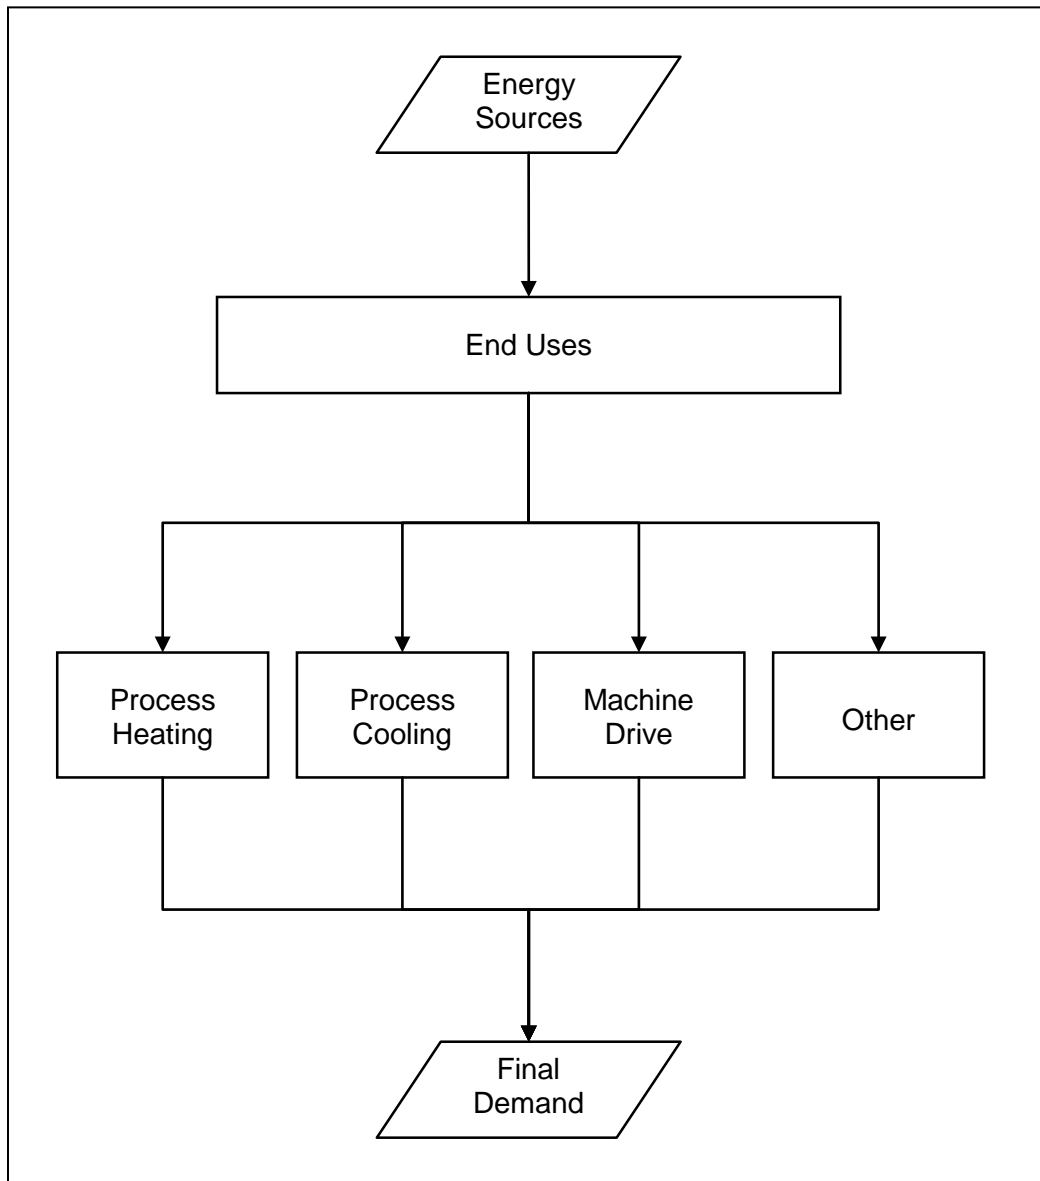 Energy
Sources
End Uses
Process
Heating
Process
Cooling
Machine
Drive
Other
Final
Demand